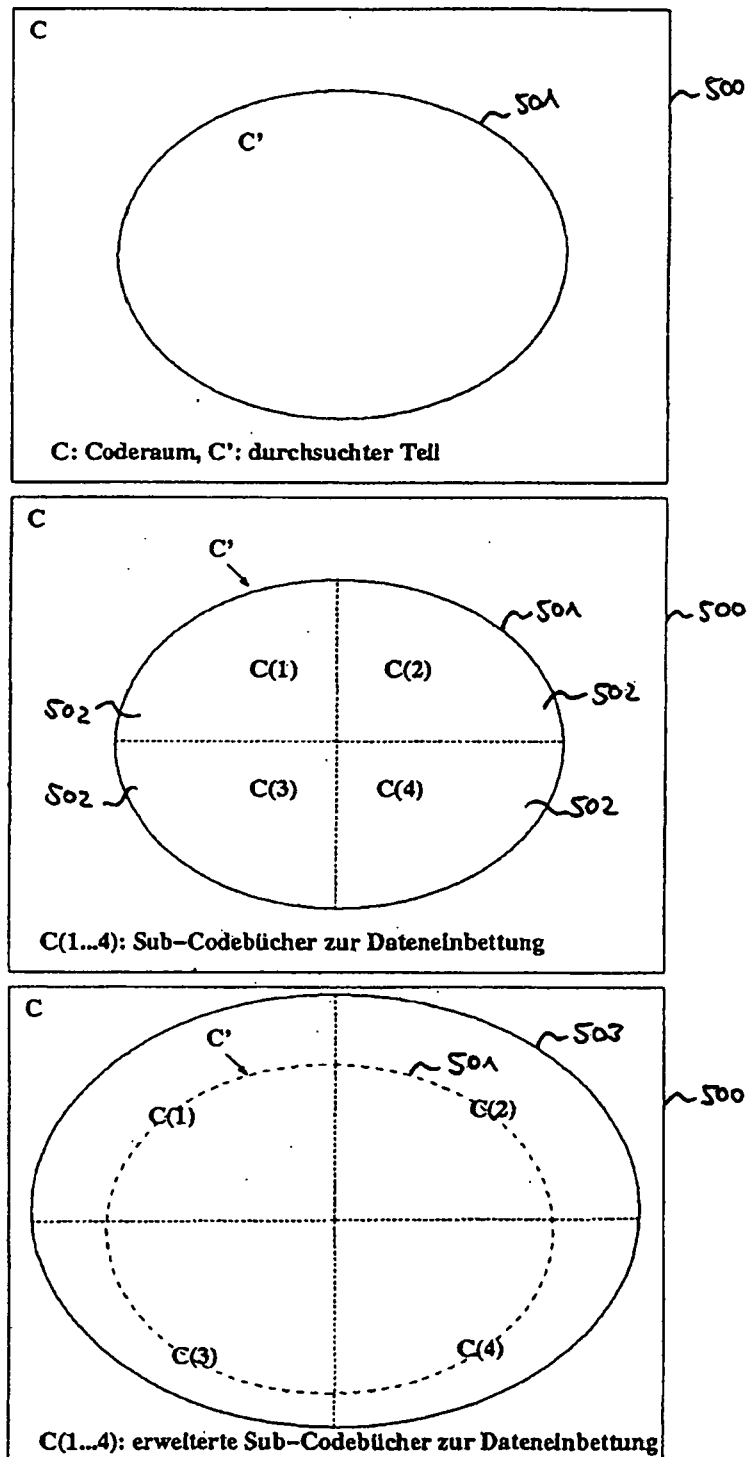 C
501
500
C'
C: Coderaum, C': durchsuchter Teil
C
C'
501
500
C(1) C(2)
502 502
502 C(3) C(4) 502
C(1...4): Sub-Codebücher zur Dateneinbettung
C
C' 501 503
500
C(1) C(2)
C(3) C(4)
C(1...4): erweiterte Sub-Codebücher zur Dateneinbettung